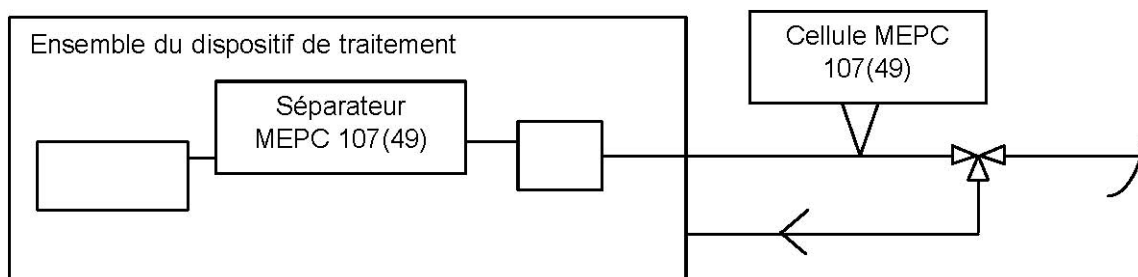 Ensemble du dispositif de traitement
Cellule MEPC
107(49)
Séparateur
MEPC 107(49)